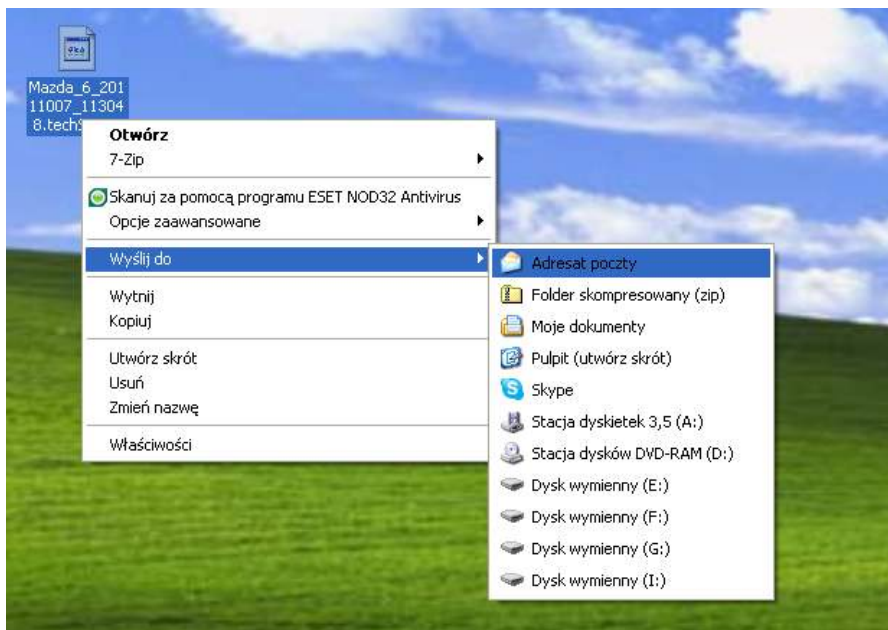 Mazda_6_201
11007_11304
Otwórz
7-Zip
Skanuj za pomocą programu ESET NOD32 Antivirus
Opcje zaawansowane
Wyślij do
Wytnij
Kopiuj
Utwórz skrót
Usuń
Zmień nazwę
Właściwości
Adresat poczty
Folder skompresowany (zip)
Moje dokumenty
Pulpit (utwórz skrót)
Skype
Stacja dyskietek 3,5 (A:)
Stacja dysków DVD-RAM (D:)
Dysk wymienny (E:)
Dysk wymienny (F:)
Dysk wymienny (G:)
Dysk wymienny (I:)